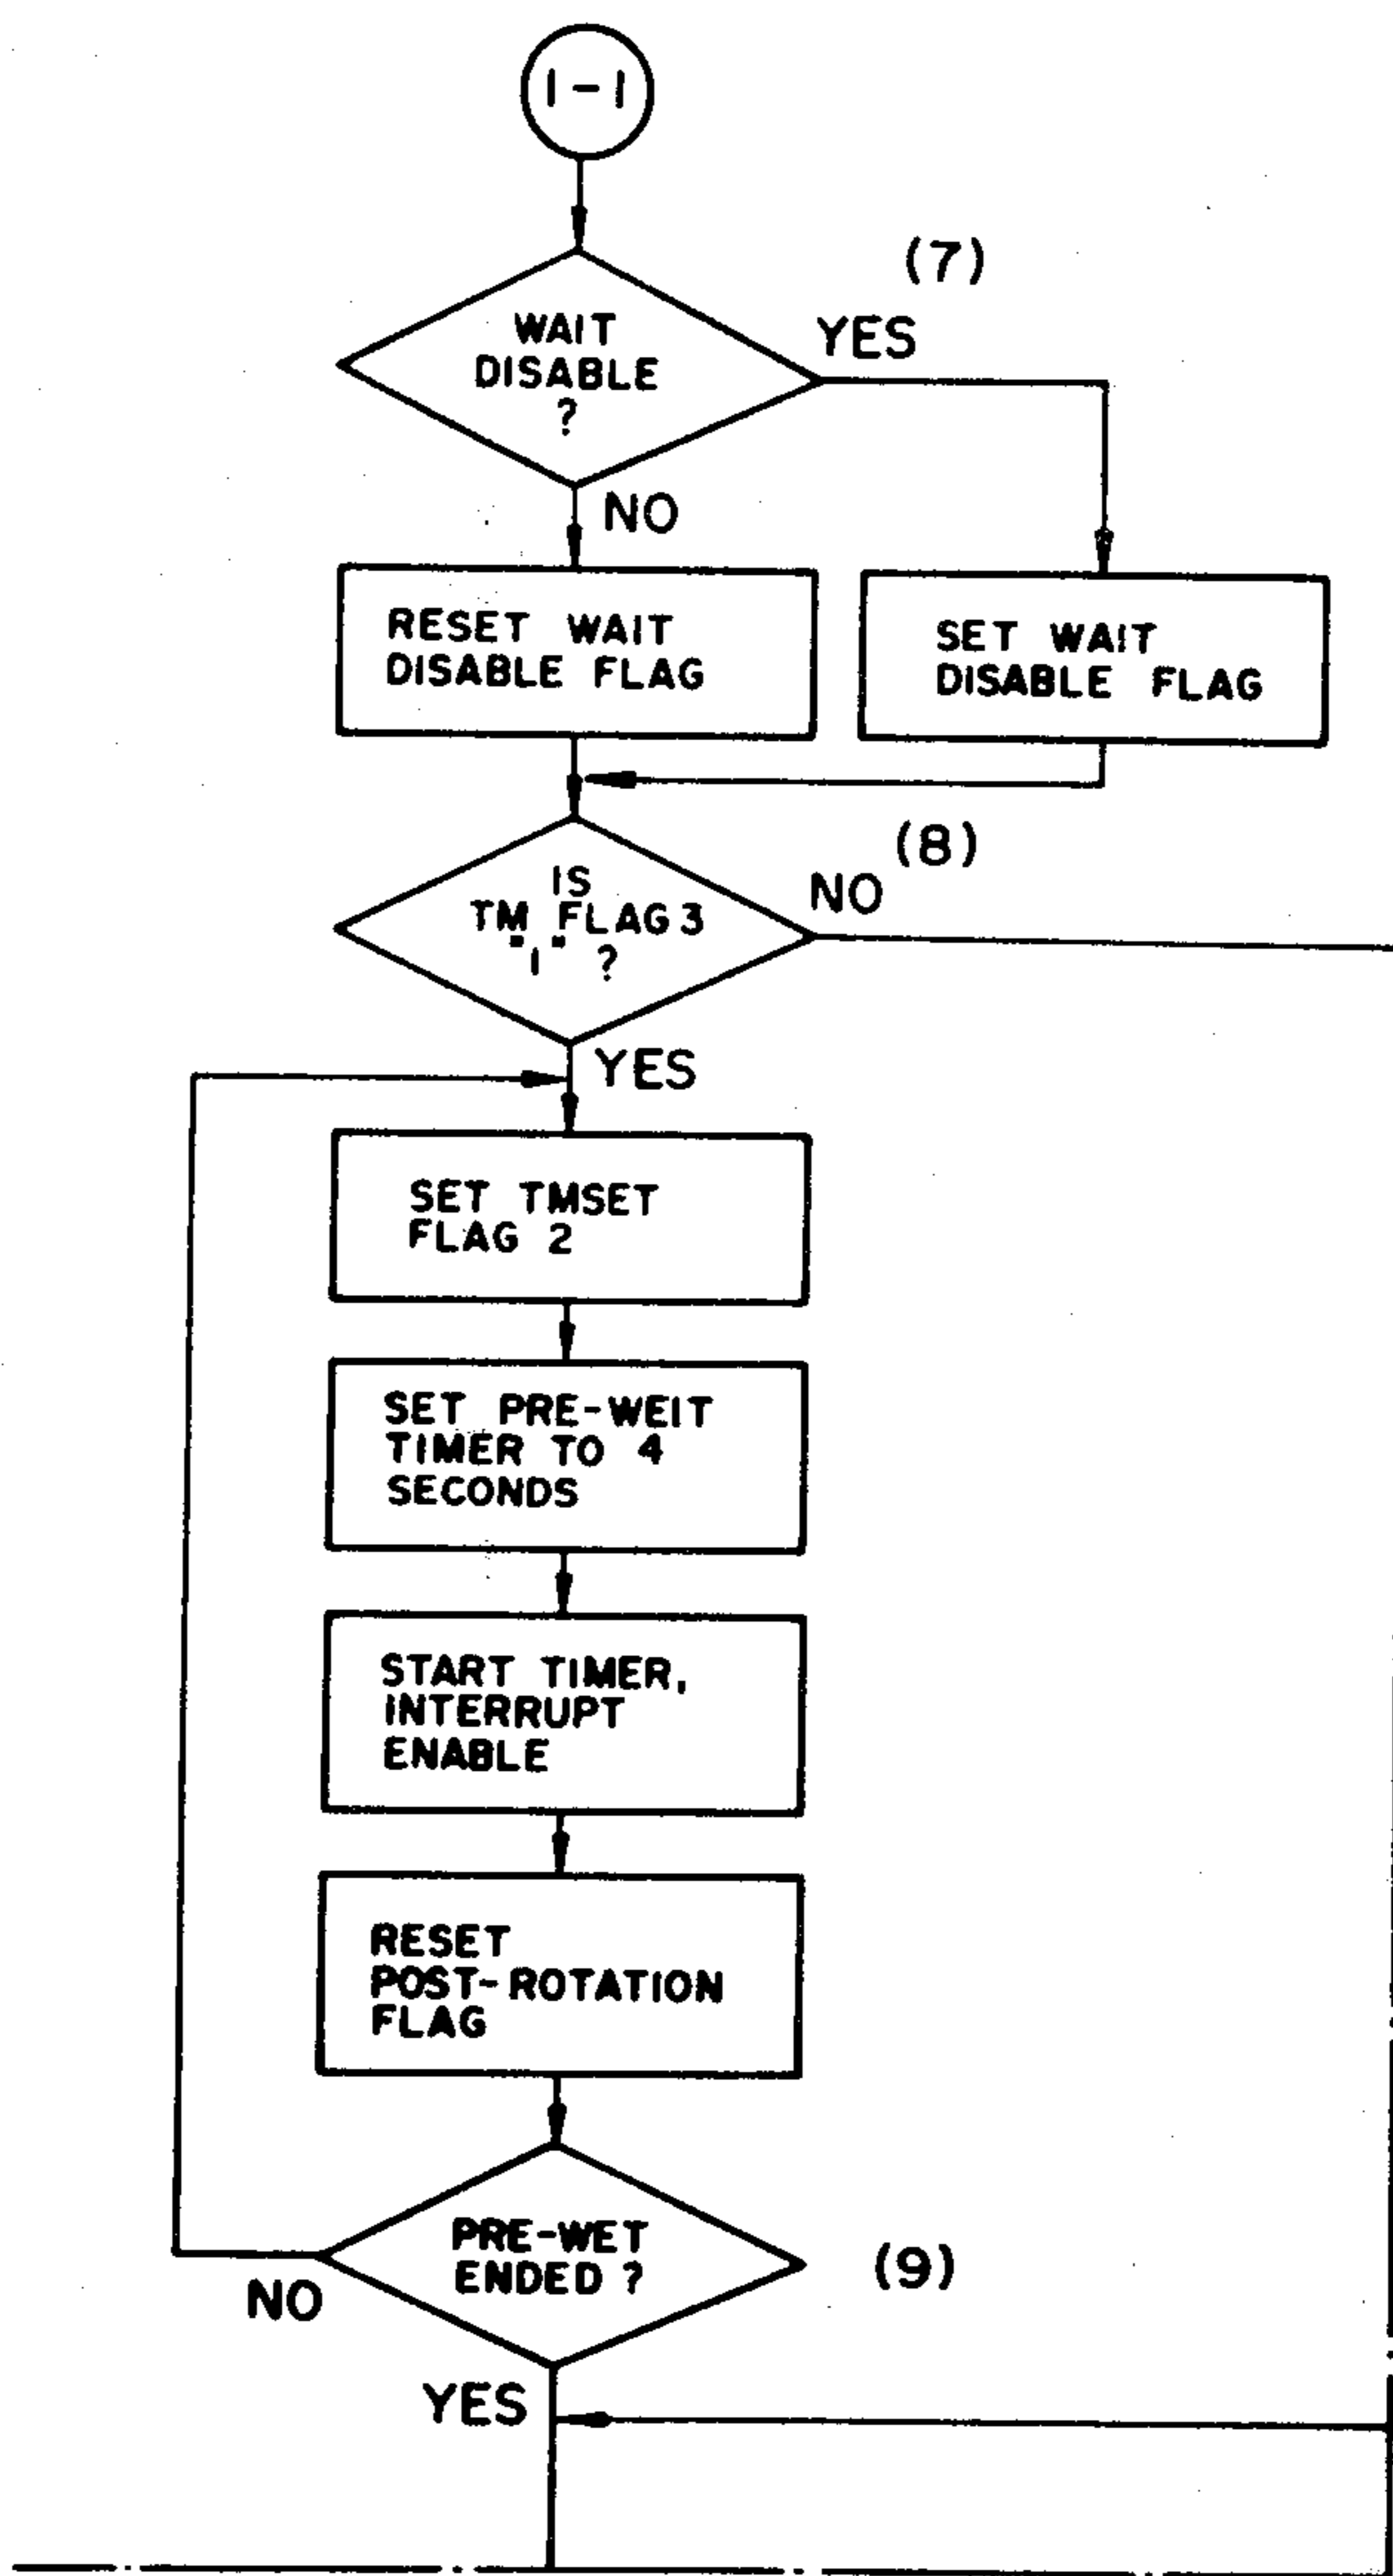 1-1
(7)
WAIT
DISABLE
?
YES
NO
RESET WAIT
DISABLE FLAG
SET WAIT
DISABLE FLAG
(8)
IS
TM FLAG 3
"1" ?
NO
YES
SET TMSET
FLAG 2
SET PRE-WEIT
TIMER TO 4
SECONDS
START TIMER,
INTERRUPT
ENABLE
RESET
POST-ROTATION
FLAG
PRE-WET
ENDED ?
(9)
NO
YES